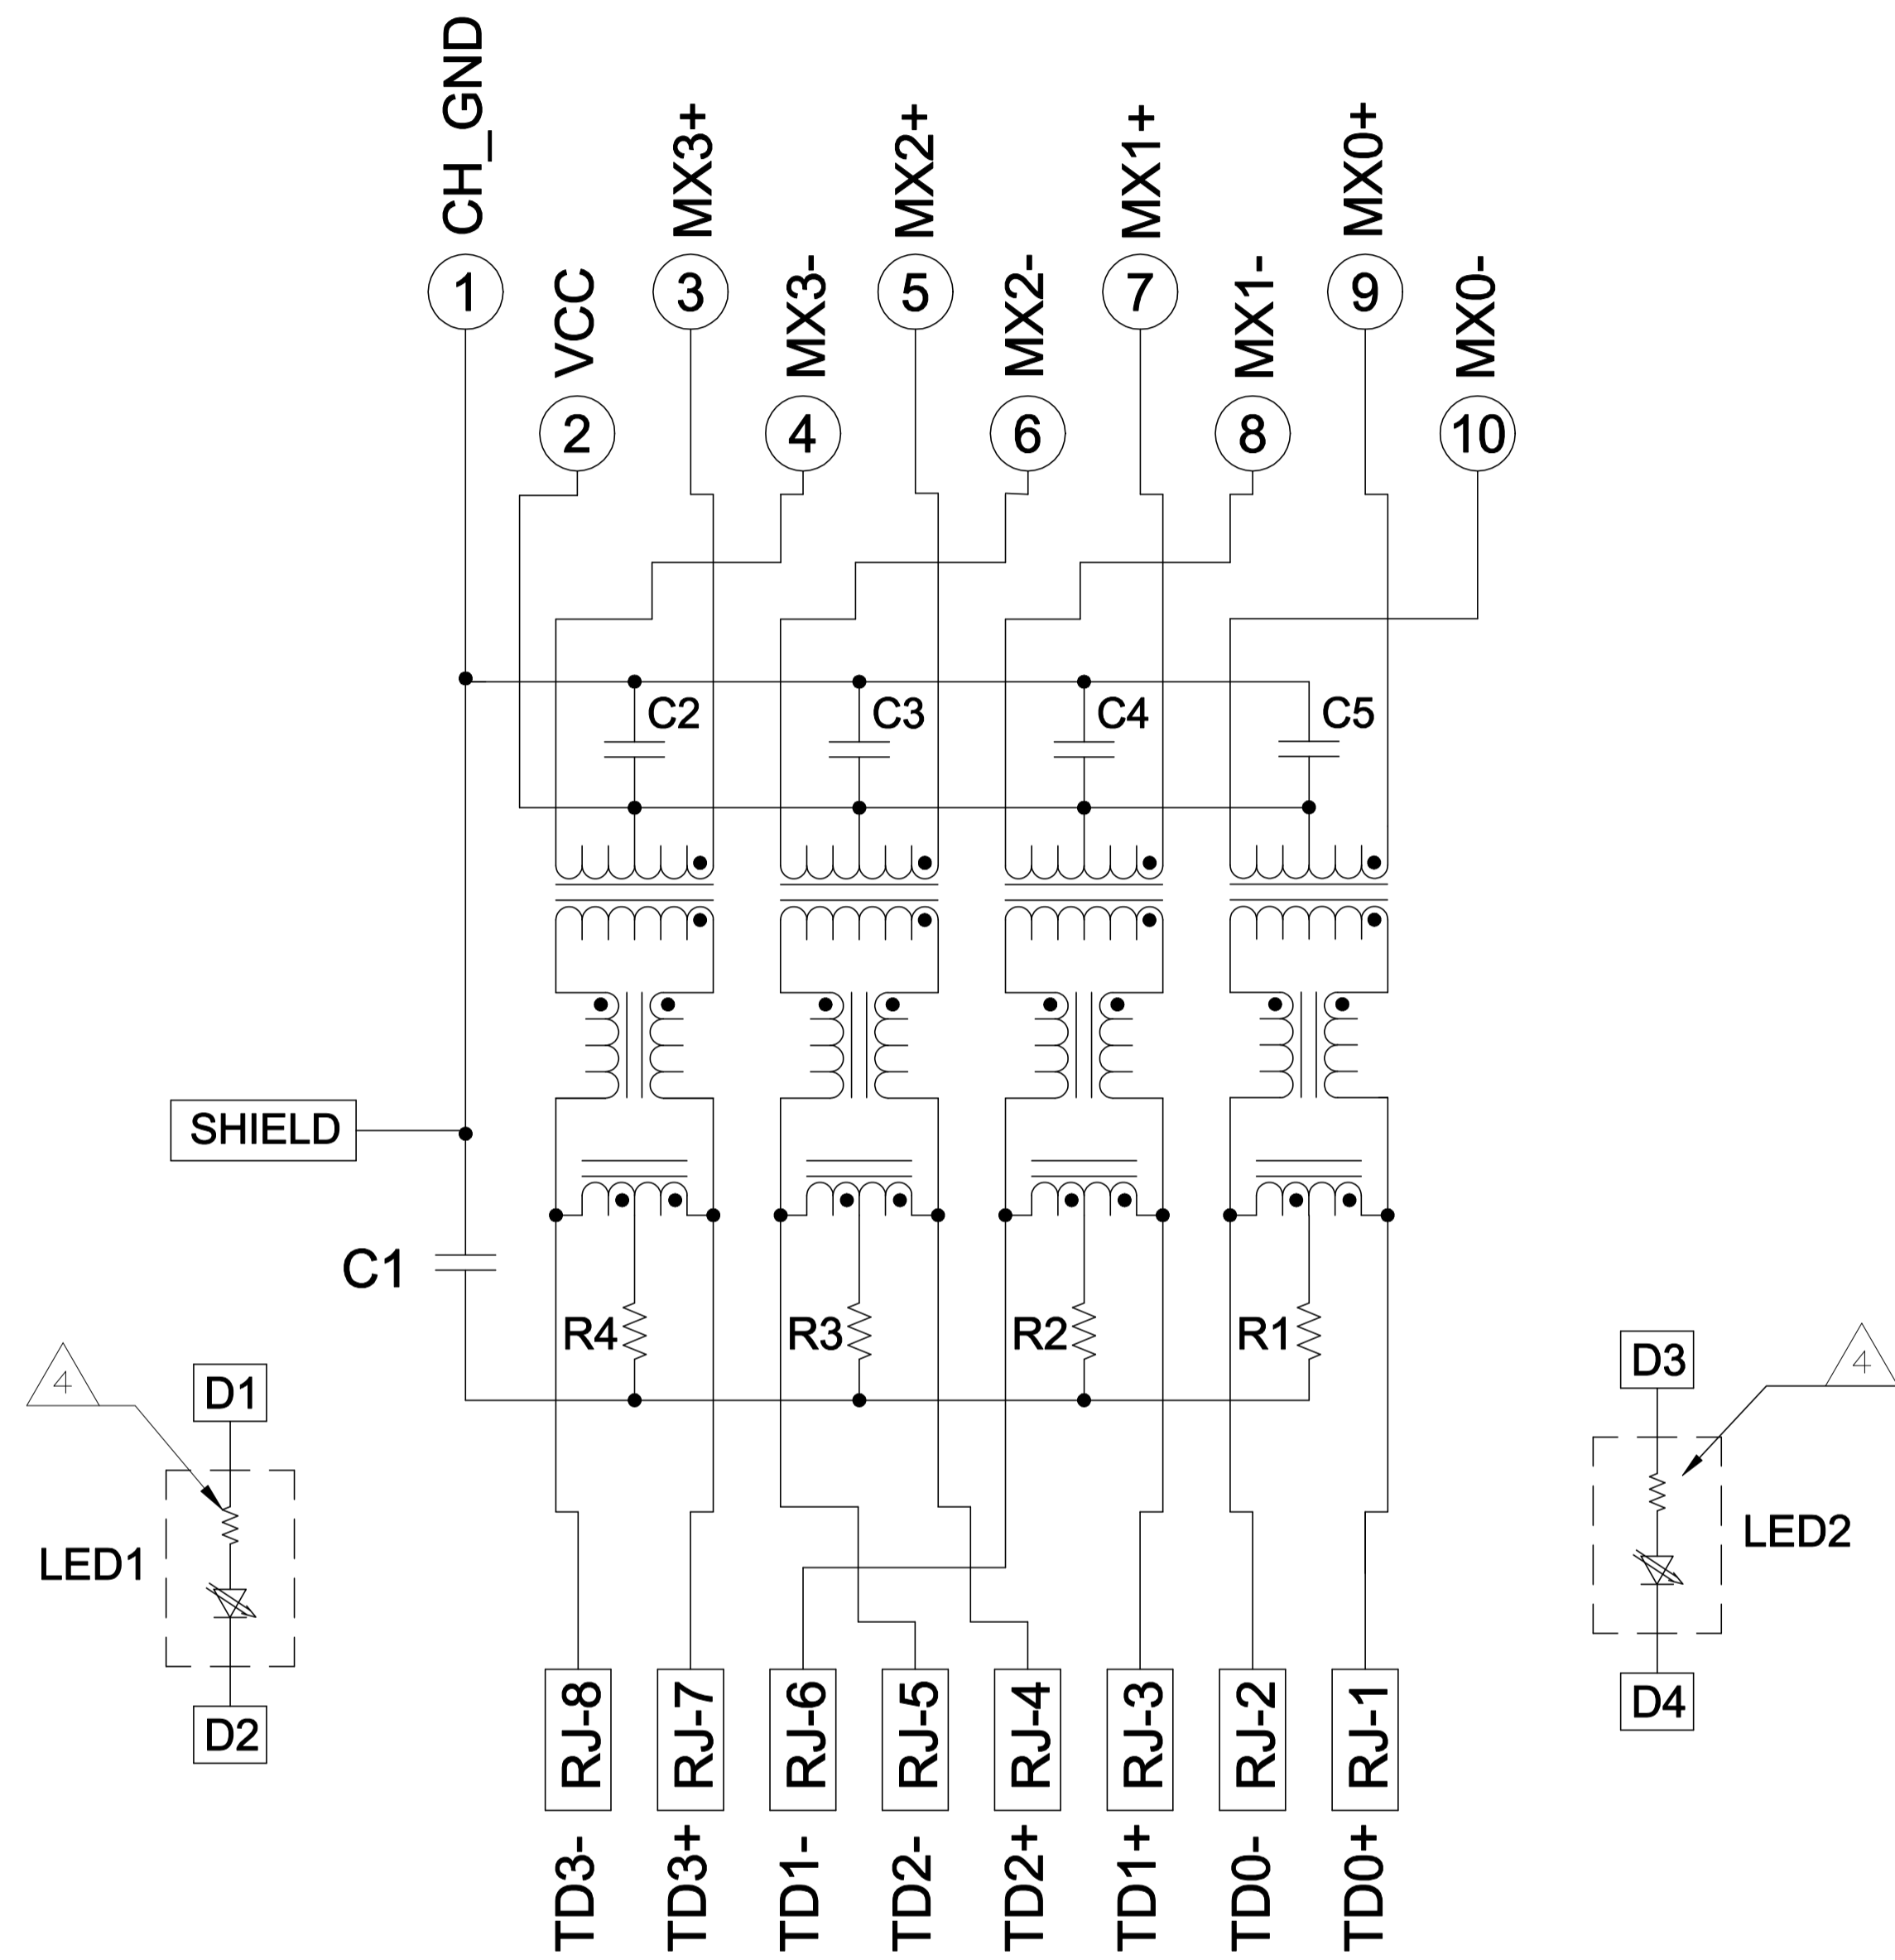 CH_GND
MX3+
MX2+
MX1+
MX0+
1
3
5
7
9
VCC
MX3-
MX2-
MX1-
MX0-
2
4
6
8
10
C2
C3
C4
C5
SHIELD
C1
R4
R3
R2
R1
4
D1
LED1
D2
D3
4
LED2
D4
RJ-8
RJ-7
RJ-6
RJ-5
RJ-4
RJ-3
RJ-2
RJ-1
TD3-
TD3+
TD1-
TD2-
TD2+
TD1+
TD0-
TD0+